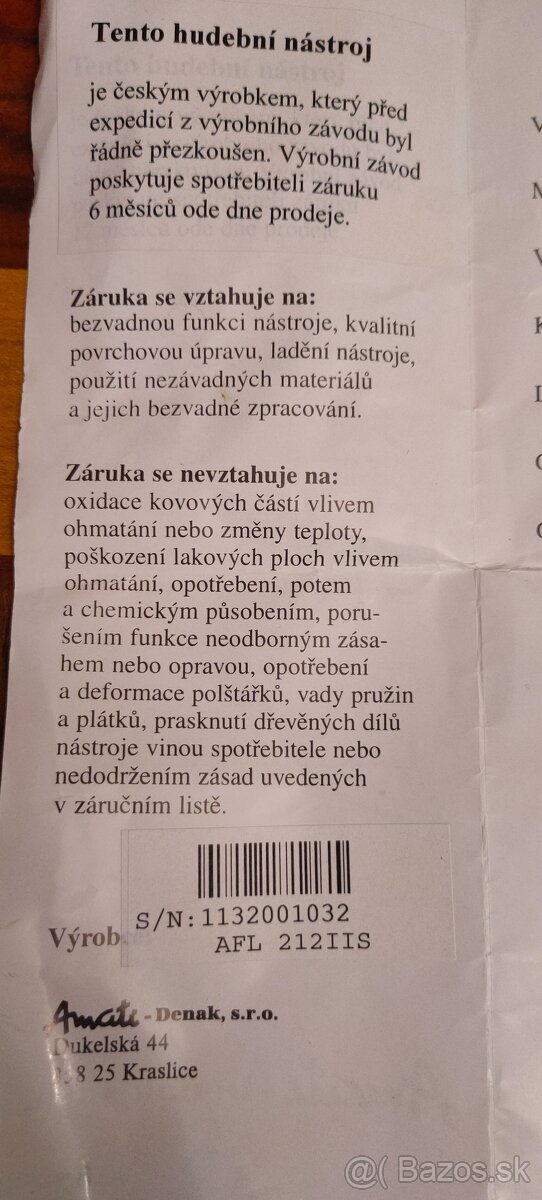 Tento hudební nástroj
je českým výrobkem, který před
expedicí z výrobního závodu byl
řádně přezkoušen. Výrobní závod
poskytuje spotřebiteli záruku
6 měsíců ode dne prodeje.
Záruka se vztahuje na:
bezvadnou funkci nástroje, kvalitní
povrchovou úpravu, ladění nástroje,
použití nezávadných materiálů
a jejich bezvadné zpracování.
Záruka se nevztahuje na:
oxidace kovových částí vlivem
ohmatání nebo změny teploty,
poškození lakových ploch vlivem
ohmatání, opotřebení, potem
a chemickým působením, poru-
šením funkce neodborným zása-
hem nebo opravou, opotřebení
a deformace polštářků, vady pružin
a plátků, prasknutí dřevěných dílů
nástroje vinou spotřebitele nebo
nedodržením zásad uvedených
v záručním listě.
S/N:1132001032
AFL 212IIS
Výrob
Amati - Denak, s.r.o.
Dukelská 44
8 25 Kraslice
@( Bazos.sk